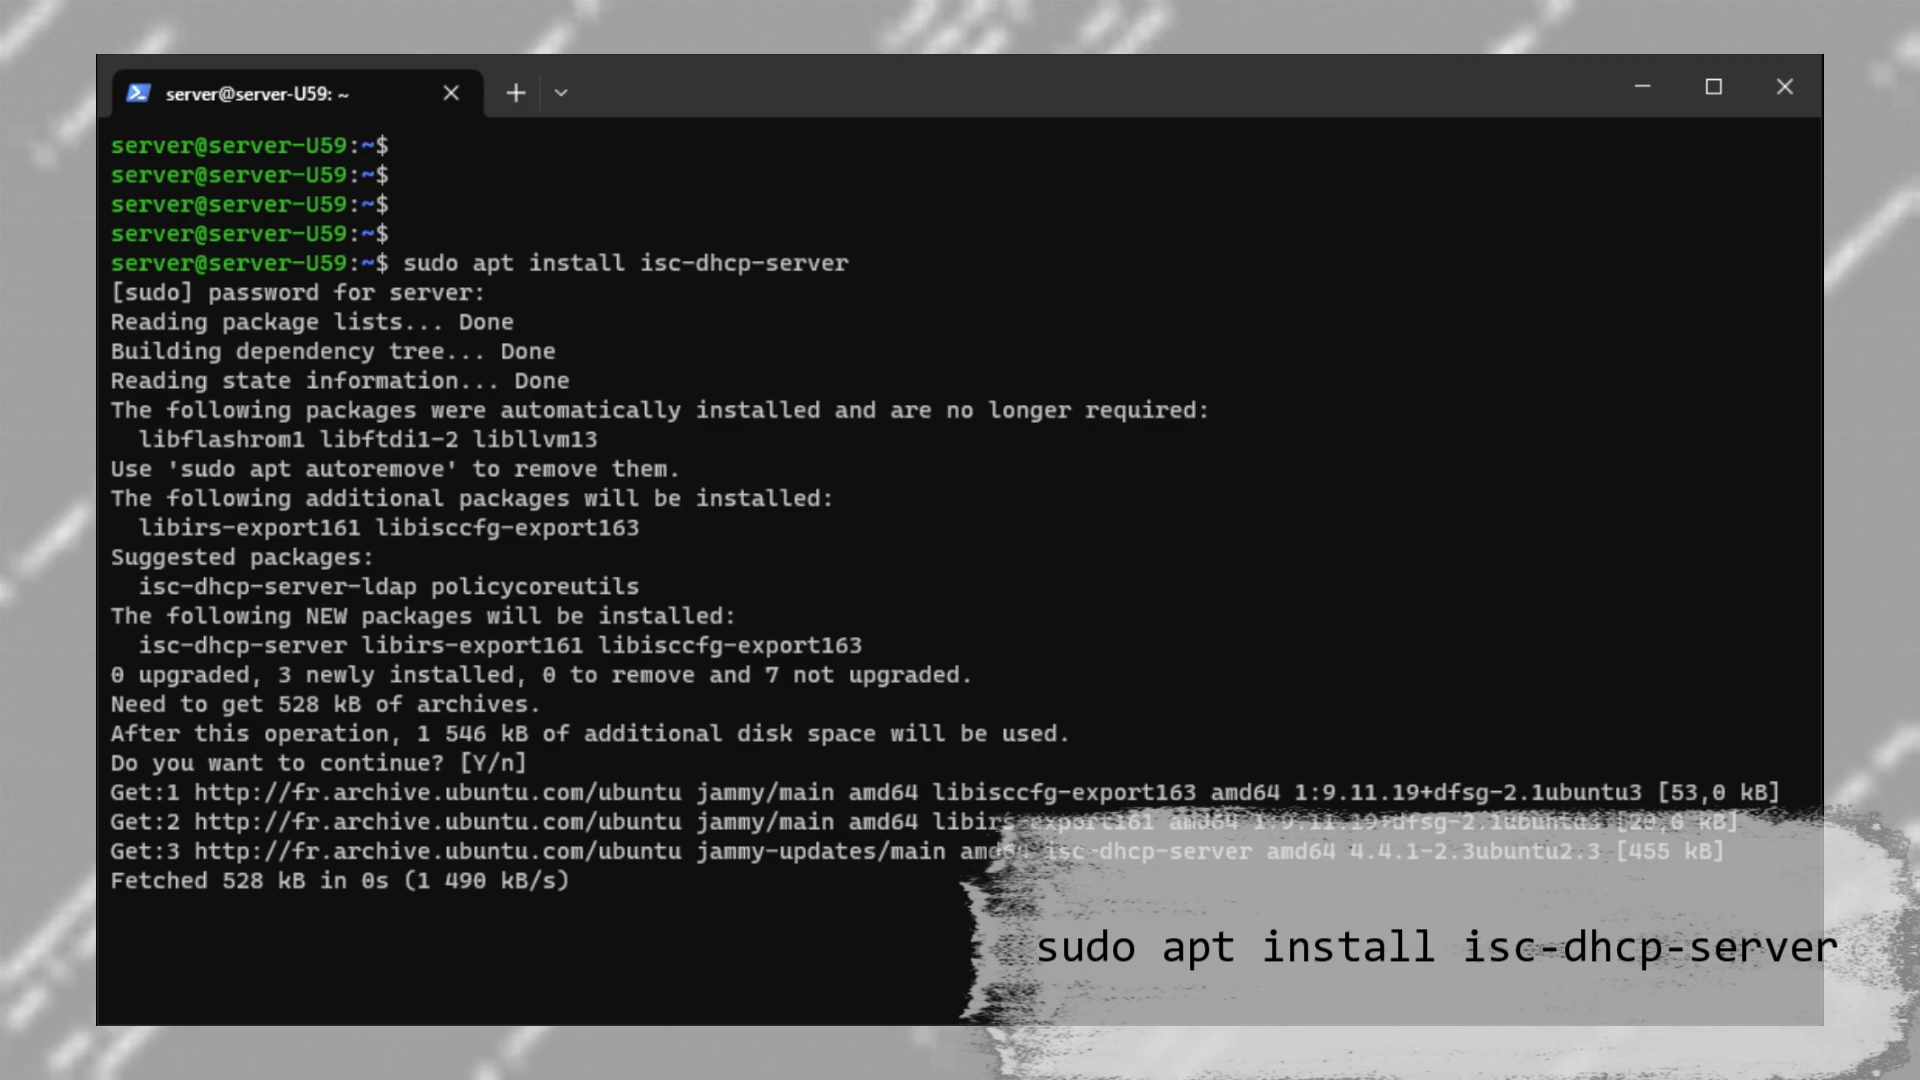 server@server-U59: ~
server@server-U59:~$
server@server-U59:~$
server@server-U59:~$
server@server-U59:~$
server@server-U59:~$ sudo apt install isc-dhcp-server
[sudo] password for server:
Reading package lists... Done
Building dependency tree... Done
Reading state information... Done
The following packages were automatically installed and are no longer required:
  libflashrom1 libftdi1-2 libllvm13
Use 'sudo apt autoremove' to remove them.
The following additional packages will be installed:
  libirs-export161 libisccfg-export163
Suggested packages:
  isc-dhcp-server-ldap policycoreutils
The following NEW packages will be installed:
  isc-dhcp-server libirs-export161 libisccfg-export163
0 upgraded, 3 newly installed, 0 to remove and 7 not upgraded.
Need to get 528 kB of archives.
After this operation, 1 546 kB of additional disk space will be used.
Do you want to continue? [Y/n]
Get:1 http://fr.archive.ubuntu.com/ubuntu jammy/main amd64 libisccfg-export163 amd64 1:9.11.19+dfsg-2.1ubuntu3 [53,0 kB]
Get:2 http://fr.archive.ubuntu.com/ubuntu jammy/main amd64 libirs-export161 amd64 1:9.11.19+dfsg-2.1ubuntu3 [20,0 kB]
Get:3 http://fr.archive.ubuntu.com/ubuntu jammy-updates/main amd64 isc-dhcp-server amd64 4.4.1-2.3ubuntu2.3 [455 kB]
Fetched 528 kB in 0s (1 490 kB/s)
sudo apt install isc-dhcp-server